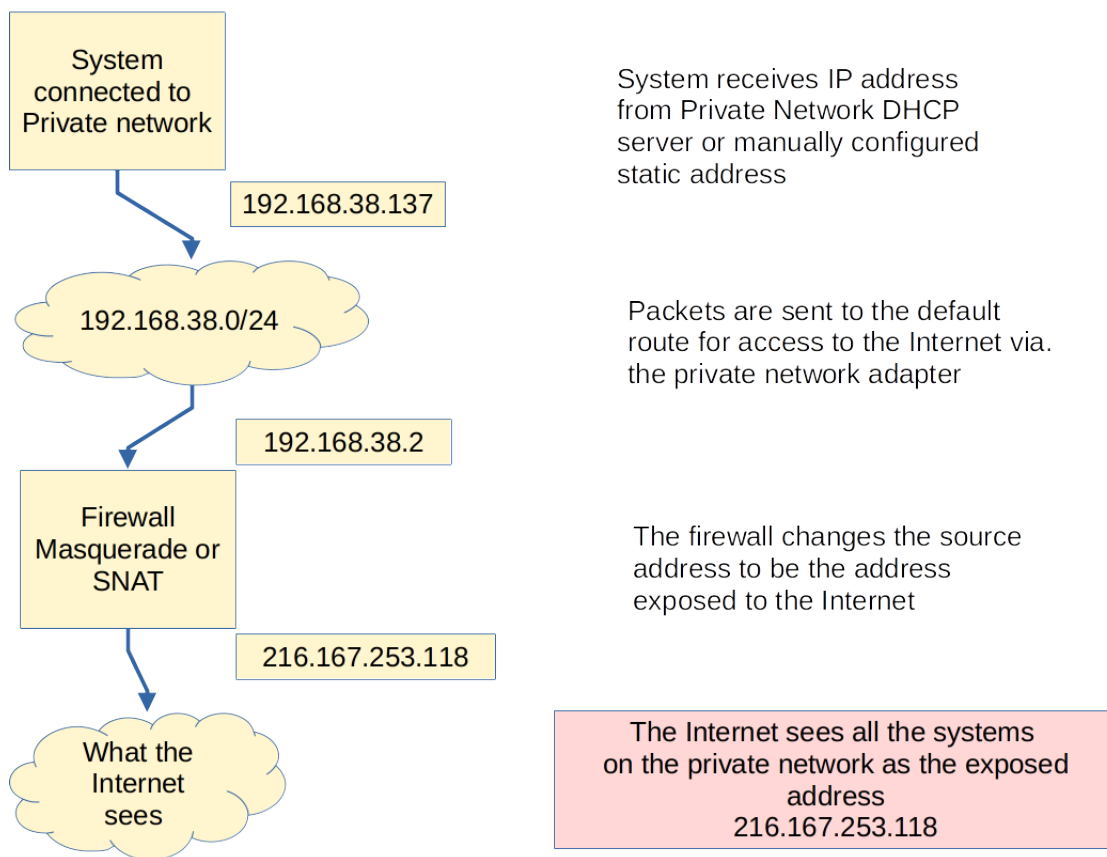 System
connected to
Private network
System receives IP address
from Private Network DHCP
server or manually configured
static address
192.168.38.137
192.168.38.0/24
Packets are sent to the default
route for access to the Internet via.
the private network adapter
192.168.38.2
Firewall
Masquerade or
SNAT
The firewall changes the source
address to be the address
exposed to the Internet
216.167.253.118
What the
Internet
sees
The Internet sees all the systems
on the private network as the exposed
address
216.167.253.118